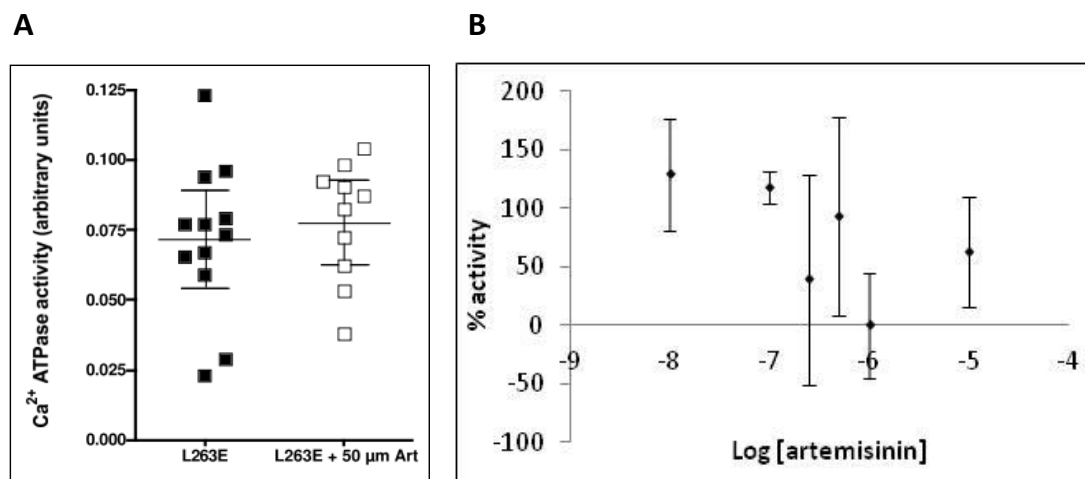 A
B
Ca2+ ATPase activity (arbitrary units)
0.125
0.100
0.075
0.050
0.025
0.000
L263E
L263E + 50 µm Art
% activity
200
150
100
50
0
-50
-100
-9
-8
-7
-6
-5
-4
Log [artemisinin]